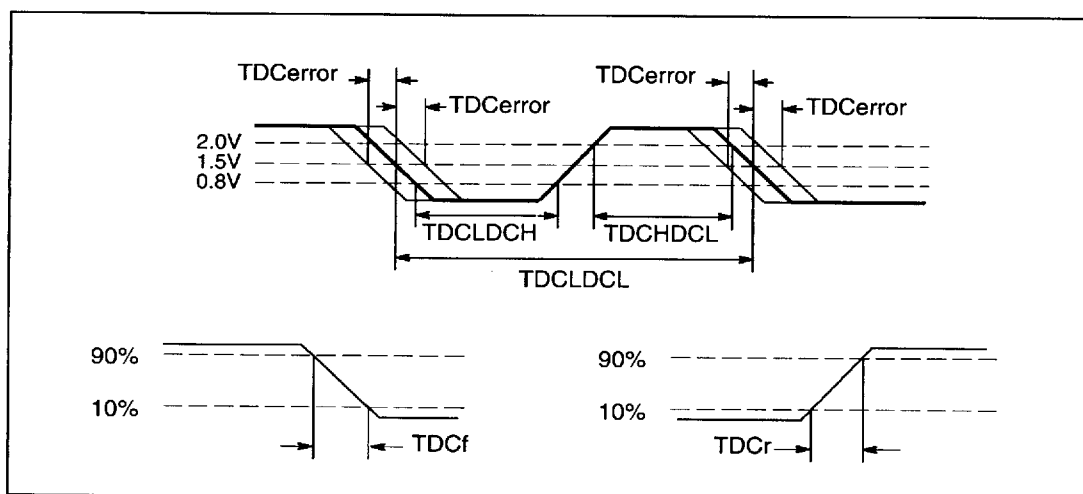 TDCerror
TDCerror
TDCerror
TDCerror
2.0V
1.5V
0.8V
TDCLDCH
TDCHDCL
TDCLDCL
90%
90%
10%
10%
TDCf
TDCr